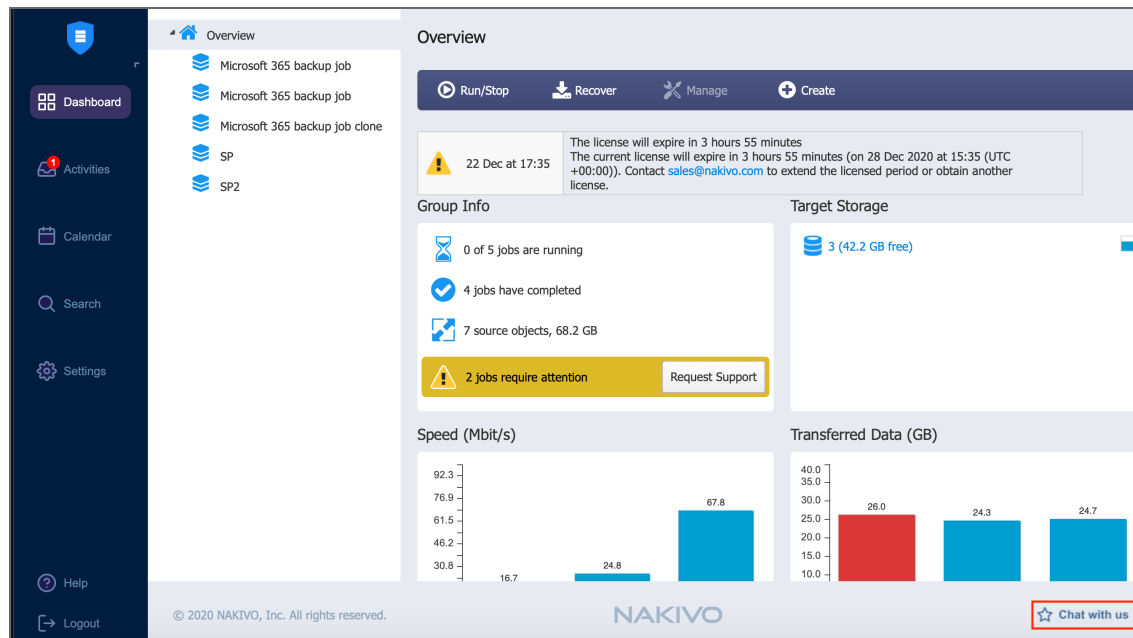 Overview
Microsoft 365 backup job
Microsoft 365 backup job
Microsoft 365 backup job clone
SP
SP2
Dashboard
1
Activities
Calendar
Search
Settings
Help
Logout
Overview
Run/Stop
Recover
Manage
Create
22 Dec at 17:35
The license will expire in 3 hours 55 minutes
The current license will expire in 3 hours 55 minutes (on 28 Dec 2020 at 15:35 (UTC
+00:00)). Contact sales@nakivo.com to extend the licensed period or obtain another
license.
Group Info
0 of 5 jobs are running
4 jobs have completed
7 source objects, 68.2 GB
2 jobs require attention
Request Support
Target Storage
3 (42.2 GB free)
Speed (Mbit/s)
92.3
76.9
61.5
46.2
30.8
16.7
24.8
67.8
Transferred Data (GB)
40.0
35.0
30.0
25.0
20.0
15.0
10.0
26.0
24.3
24.7
© 2020 NAKIVO, Inc. All rights reserved.
NAKIVO
Chat with us